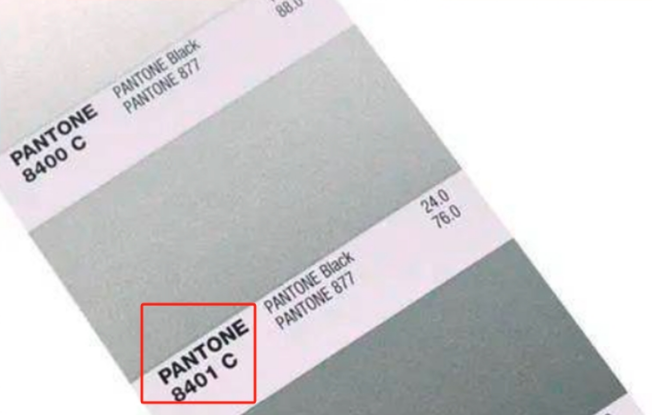 88.0
PANTONE Black
PANTONE 877
PANTONE
8400 C
24.0
76.0
PANTONE Black
PANTONE 877
PANTONE
8401 C